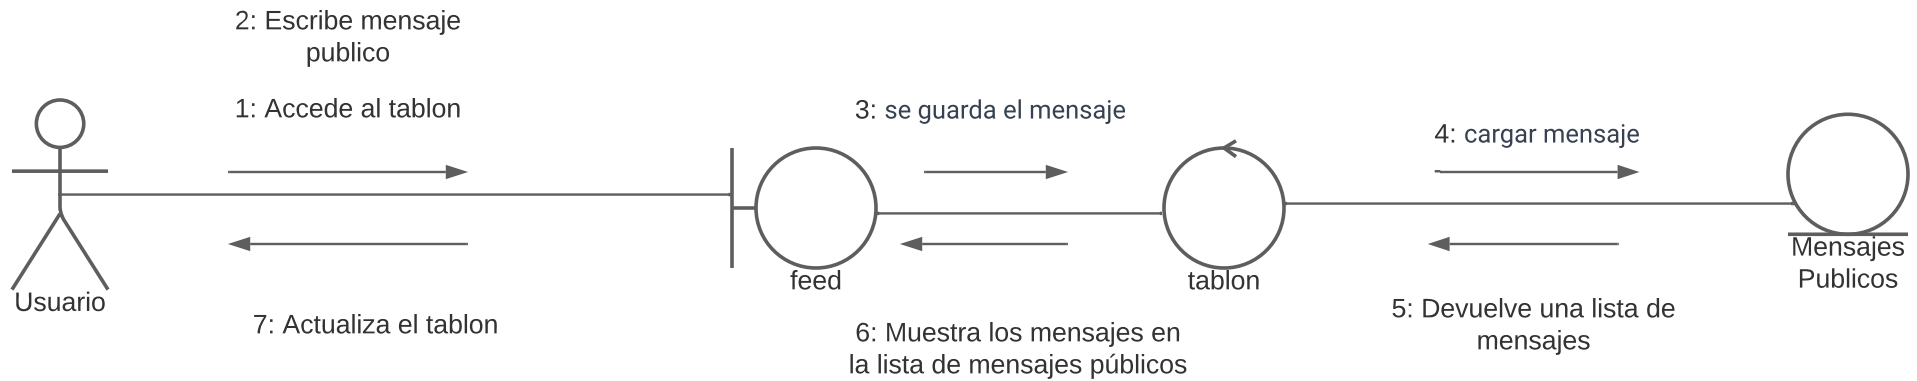 2: Escribe mensaje
publico
1: Accede al tablon
3: se guarda el mensaje
4: cargar mensaje
Usuario
feed
tablon
Mensajes
Publicos
7: Actualiza el tablon
6: Muestra los mensajes en
la lista de mensajes públicos
5: Devuelve una lista de
mensajes